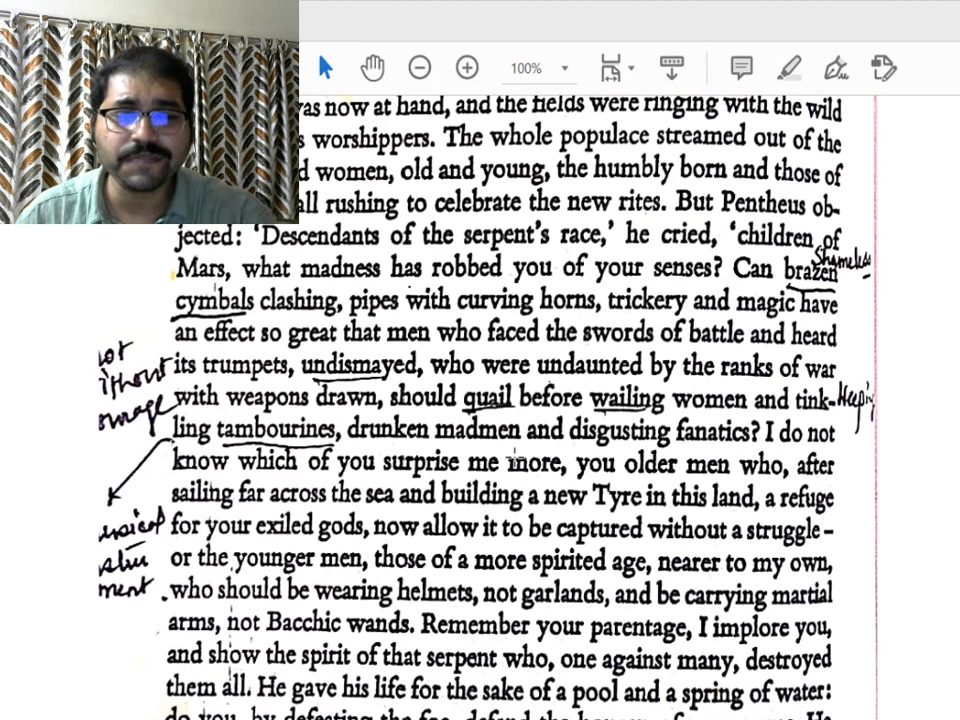 100%
as now at hand, and the fields were ringing with the wild
s worshippers. The whole populace streamed out of the
d women, old and young, the humbly born and those of
all rushing to celebrate the new rites. But Pentheus ob-
jected: ‘Descendants of the serpent's race,’ he cried, ‘children of
Shameless
Mars, what madness has robbed you of your senses? Can brazen
cymbals clashing, pipes with curving horns, trickery and magic have
an effect so great that men who faced the swords of battle and heard
its trumpets, undismayed, who were undaunted by the ranks of war
with weapons drawn, should quail before wailing women and tink-
ling tambourines, drunken madmen and disgusting fanatics? I do not
know which of you surprise me more, you older men who, after
sailing far across the sea and building a new Tyre in this land, a refuge
for your exiled gods, now allow it to be captured without a struggle –
or the younger men, those of a more spirited age, nearer to my own,
ment.
who should be wearing helmets, not garlands, and be carrying martial
arms, not Bacchic wands. Remember your parentage, I implore you,
and show the spirit of that serpent who, one against many, destroyed
them all. He gave his life for the sake of a pool and a spring of water:
do you, by defeating the foe, defend the